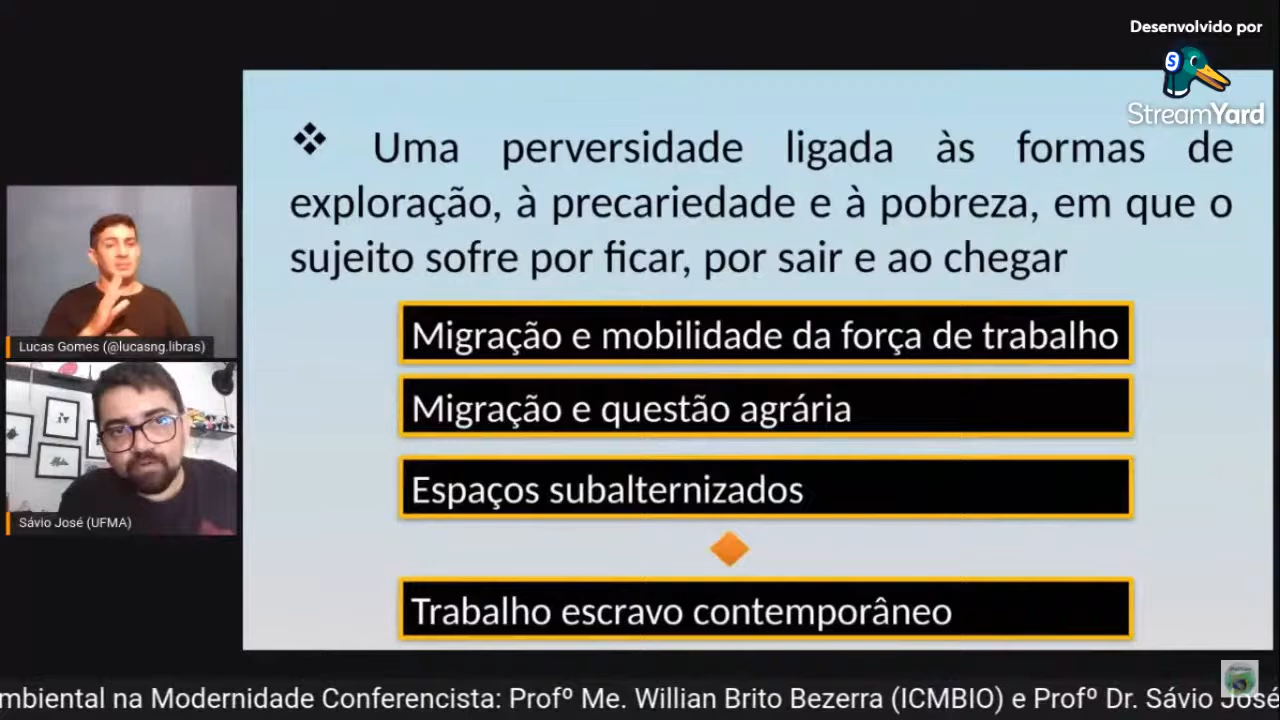 Desenvolvido por
StreamYard
❖ Uma perversidade ligada às formas de
exploração, à precariedade e à pobreza, em que o
sujeito sofre por ficar, por sair e ao chegar
Migração e mobilidade da força de trabalho
Migração e questão agrária
Espaços subalternizados
Trabalho escravo contemporâneo
Lucas Gomes (@lucasng.libras)
Sávio José (UFMA)
mbiental na Modernidade Conferencista: Profº Me. Willian Brito Bezerra (ICMBIO) e Profº Dr. Sávio José